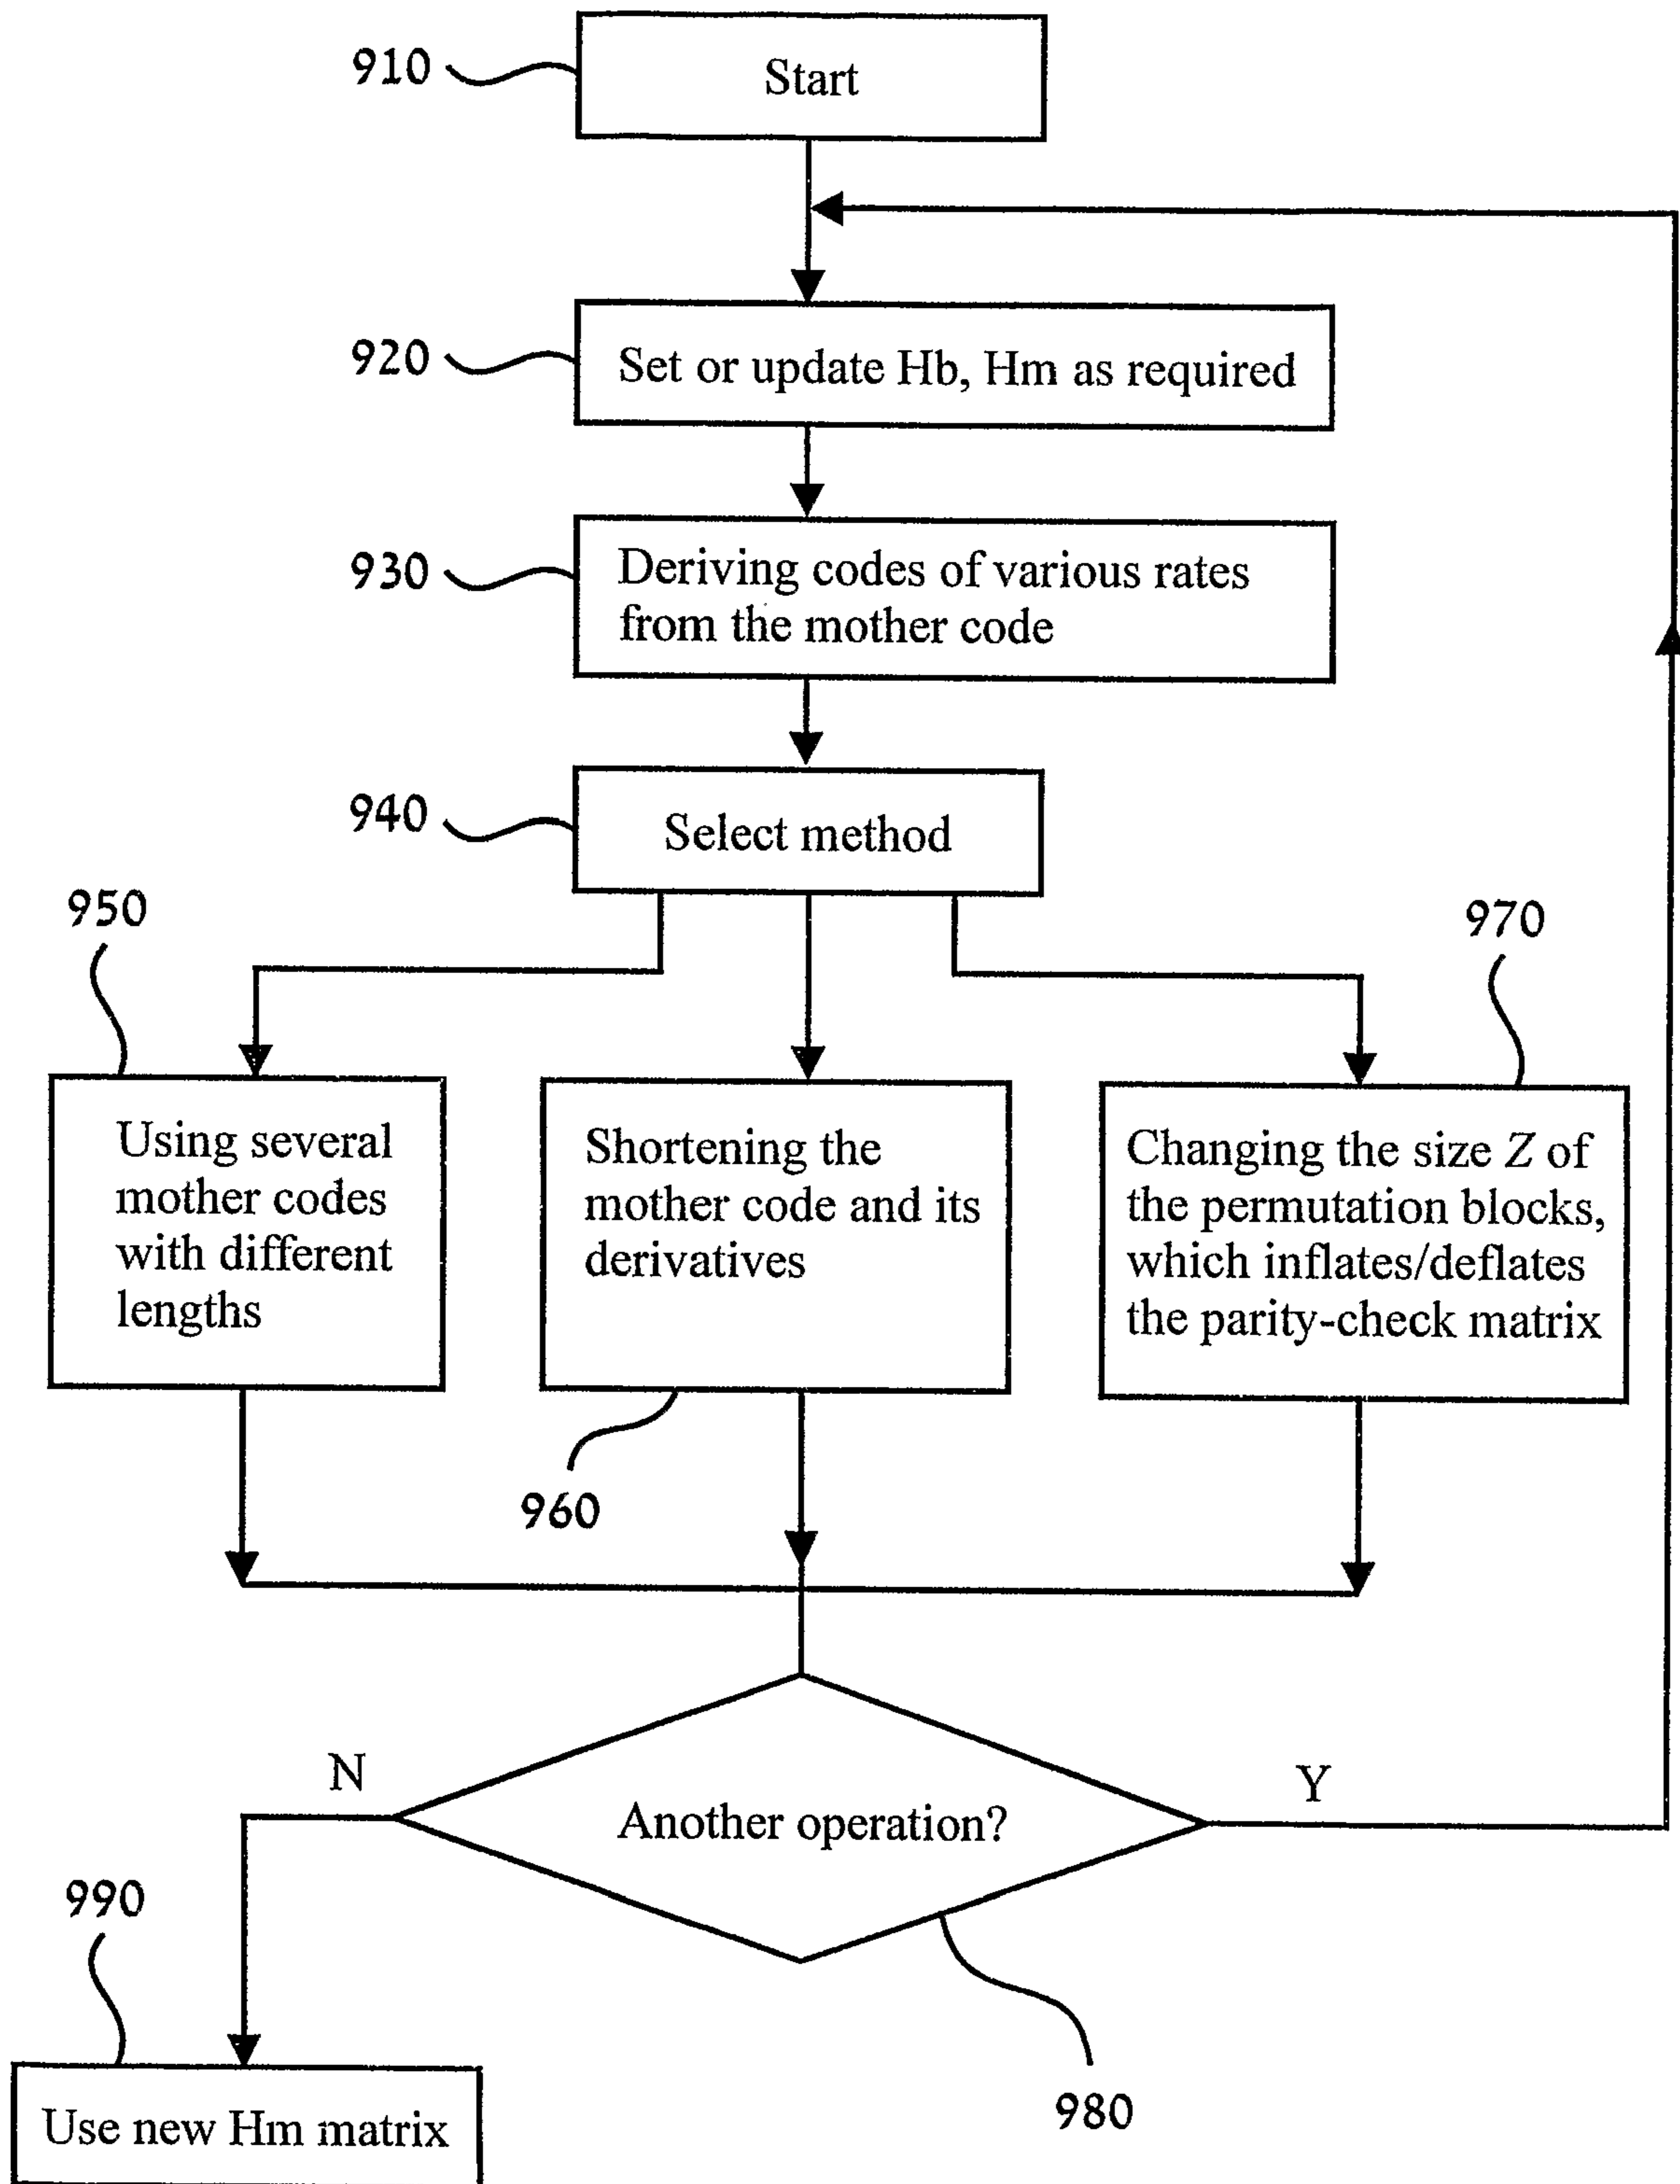 910
Start
920
Set or update Hb, Hm as required
930
Deriving codes of various rates
from the mother code
940
Select method
950
Using several
mother codes
with different
lengths
960
Shortening the
mother code and its
derivatives
970
Changing the size Z of
the permutation blocks,
which inflates/deflates
the parity-check matrix
N
Another operation?
Y
980
990
Use new Hm matrix